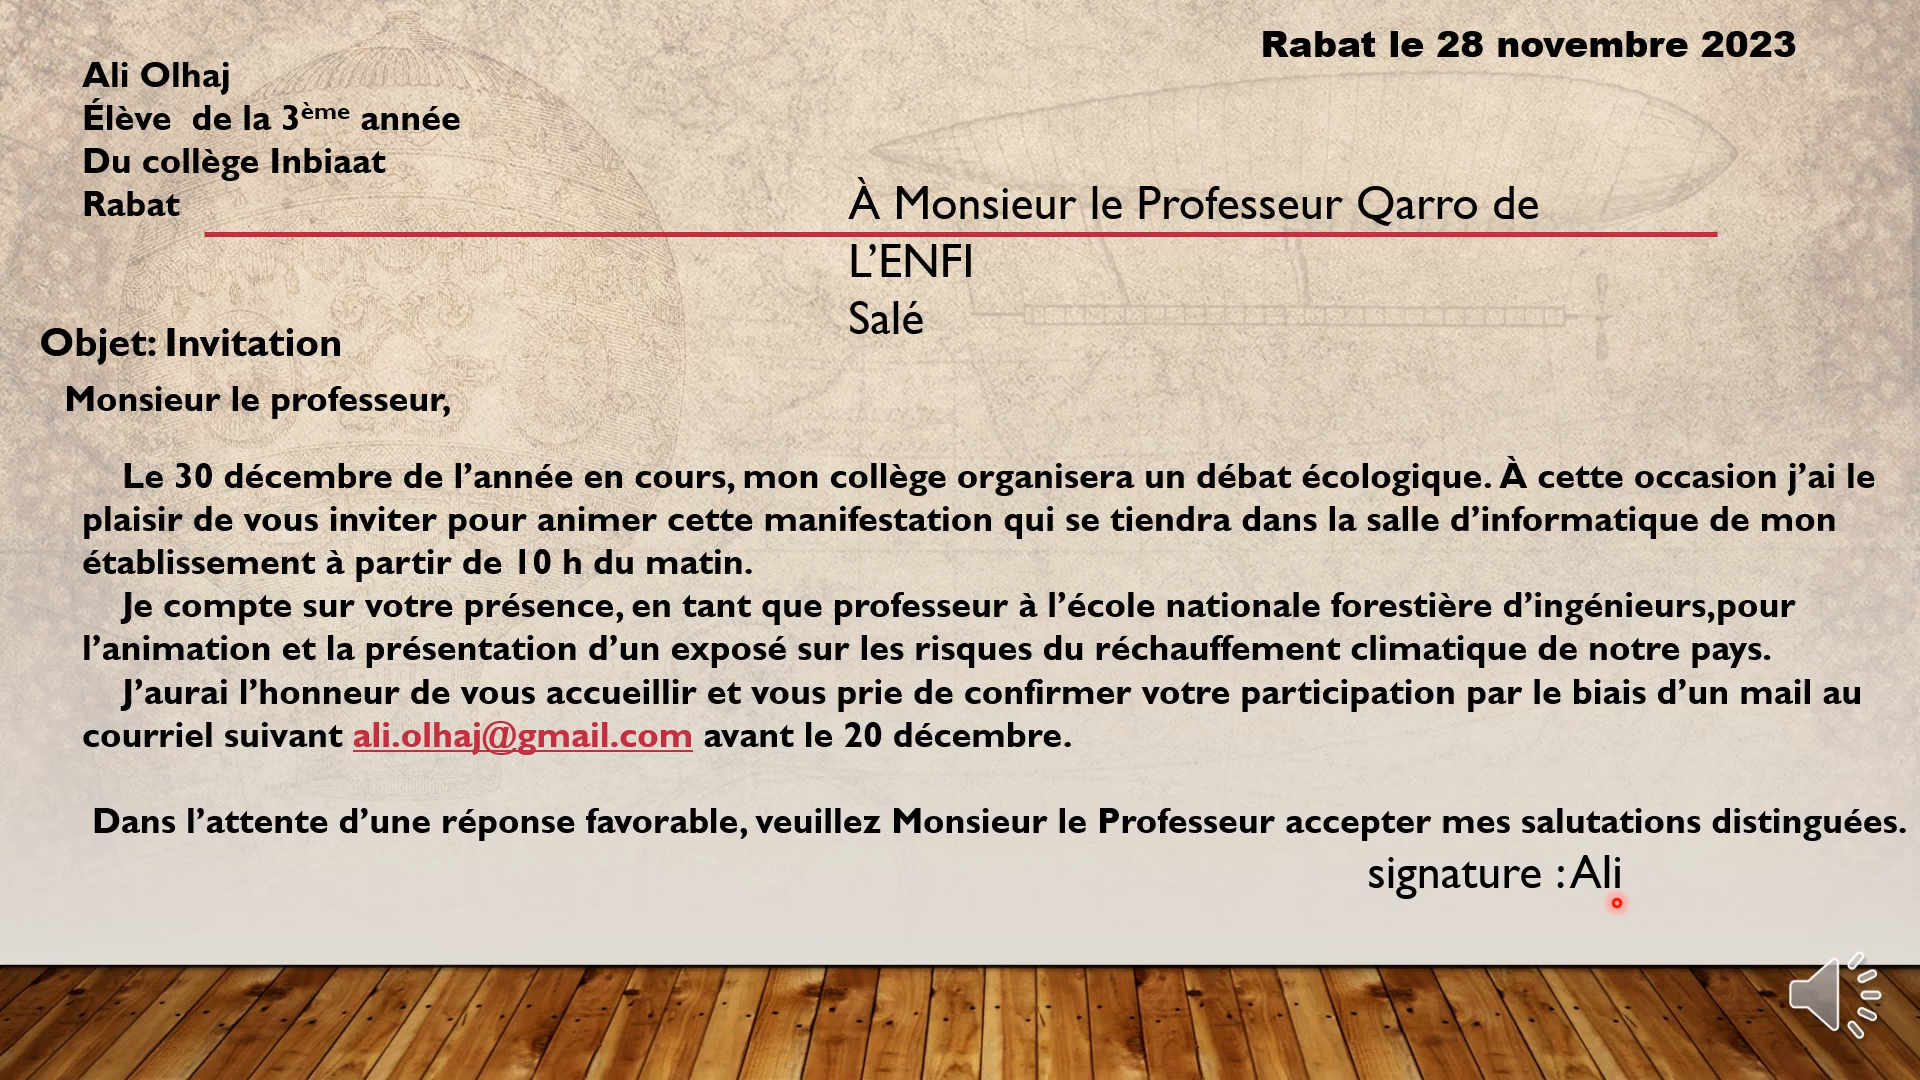 Rabat le 28 novembre 2023
Ali Olhaj
Élève  de la 3ème année
Du collège Inbiaat
Rabat
À Monsieur le Professeur Qarro de
L’ENFI
Salé
Objet: Invitation
Monsieur le professeur,
Le 30 décembre de l’année en cours, mon collège organisera un débat écologique. À cette occasion j’ai le
plaisir de vous inviter pour animer cette manifestation qui se tiendra dans la salle d’informatique de mon
établissement à partir de 10 h du matin.
Je compte sur votre présence, en tant que professeur à l’école nationale forestière d’ingénieurs,pour
l’animation et la présentation d’un exposé sur les risques du réchauffement climatique de notre pays.
J’aurai l’honneur de vous accueillir et vous prie de confirmer votre participation par le biais d’un mail au
courriel suivant ali.olhaj@gmail.com avant le 20 décembre.
Dans l’attente d’une réponse favorable, veuillez Monsieur le Professeur accepter mes salutations distinguées.
signature : Ali